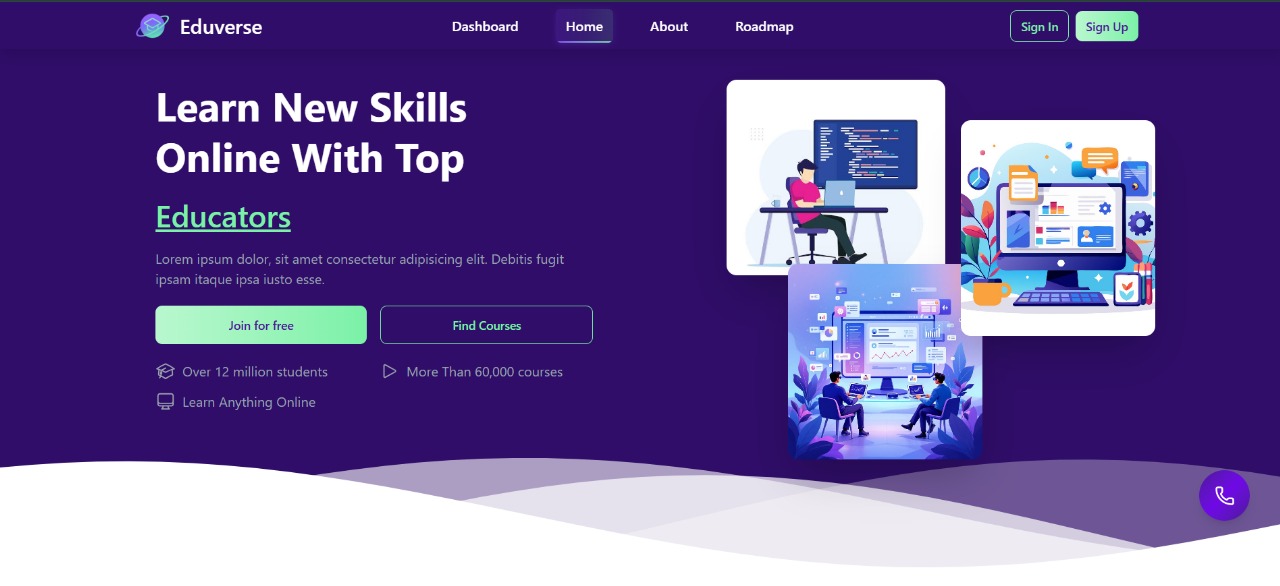 Eduverse
Dashboard
Home
About
Roadmap
Sign In
Sign Up
Learn New Skills
Online With Top
Educators
Lorem ipsum dolor, sit amet consectetur adipisicing elit. Debitis fugit
ipsam itaque ipsa iusto esse.
Join for free
Find Courses
Over 12 million students
More Than 60,000 courses
Learn Anything Online